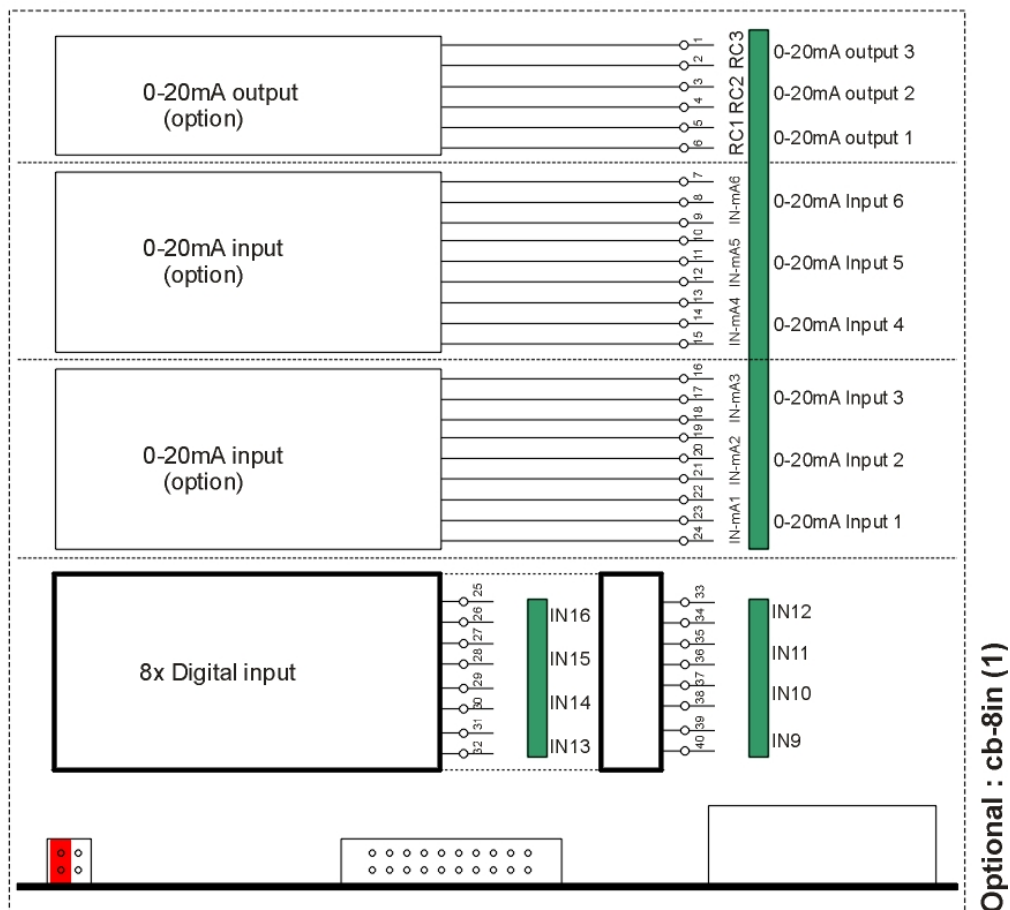 0-20mA output
(option)
1
2
3
4
5
6
RC3
RC2
RC1
0-20mA output 3
0-20mA output 2
0-20mA output 1
0-20mA input
(option)
7
8
9
10
11
12
13
14
15
IN-mA6
IN-mA5
IN-mA4
0-20mA Input 6
0-20mA Input 5
0-20mA Input 4
0-20mA input
(option)
16
17
18
19
20
21
22
23
24
IN-mA3
IN-mA2
IN-mA1
0-20mA Input 3
0-20mA Input 2
0-20mA Input 1
8x Digital input
25
26
27
28
29
30
31
32
IN16
IN15
IN14
IN13
33
34
35
36
37
38
39
40
IN12
IN11
IN10
IN9
Optional : cb-8in (1)